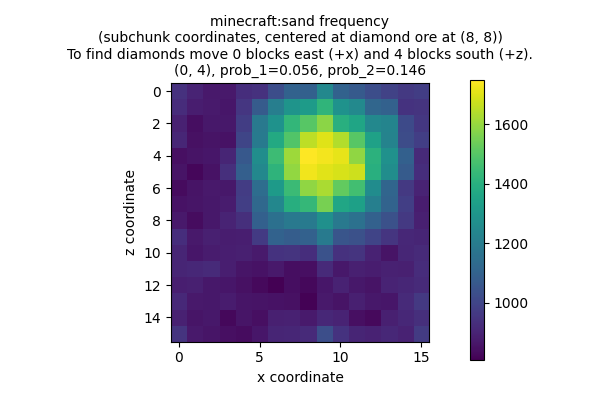 minecraft:sand frequency
(subchunk coordinates, centered at diamond ore at (8, 8))
To find diamonds move 0 blocks east (+x) and 4 blocks south (+z).
(0, 4), prob_1=0.056, prob_2=0.146
0
2
4
6
8
10
12
14
z coordinate
0
5
10
15
x coordinate
1600
1400
1200
1000